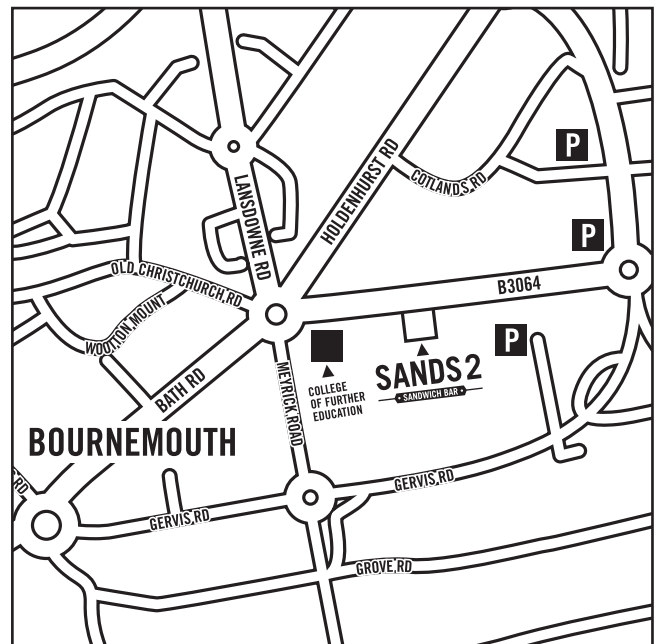 HOLDENHURST RD
P
COTLANDS RD
LANSDOWNE RD
P
OLD CHRISTCHURCH RD
B3064
WOOTTON MOUNT
P
BATH RD
MEYRICK ROAD
SANDS 2
SANDWICH BAR
COLLEGE
OF FURTHER
EDUCATION
BOURNEMOUTH
RD
GERVIS RD
GERVIS RD
GROVE RD